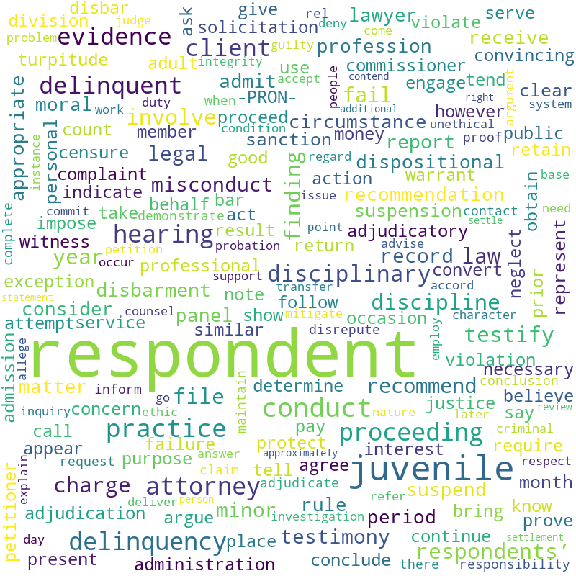 disbar
division
judge
problem
turpitude
evidence
ask
solicitation
give
rel
deny
guilty
lawyer
violate
come
serve
receive
client
profession
convincing
integrity
accept
commissioner
adult
use
engage
tend
delinquent
admit
-PRON-
fail
people
contend
right
system
clear
however
argument
appropriate
moral
work
duty
when
proceed
circumstance
additional
unethical
proof
involve
condition
sanction
money
public
instance
count
member
personal
censure
legal
good
finding
report
retain
regard
dispositional
base
complaint
indicate
misconduct
action
warrant
recommendation
issue
behalf
bar
commit
demonstrate
suspension
contact
obtain
need
complete
impose
take
act
point
settle
witness
hearing
result
adjudicatory
neglect
represent
petition
probation
return
advise
year
occur
professional
support
record
law
exception
transfer
accord
convert
prior
statement
disciplinary
counsel
disbarment
note
follow
mitigate
character
discipline
consider
panel
show
occasion
attempt
service
similar
disrepute
employ
testify
respondent
violation
admission
allege
necessary
matter
inform
go
file
determine
recommend
conclusion
believe
review
inquiry
concern
ethic
maintain
conduct
nature
justice
later
say
criminal
call
practice
pay
proceeding
appear
failure
protect
answer
approximately
interest
require
respect
request
purpose
claim
tell
agree
juvenile
petitioner
explain
charge
attorney
adjudicate
refer
suspend
month
deliver
person
minor
rule
period
bring
know
adjudication
argue
investigation
continue
prove
settlement
day
delinquency
place
testimony
respondents’
present
administration
conclude
there
responsibility